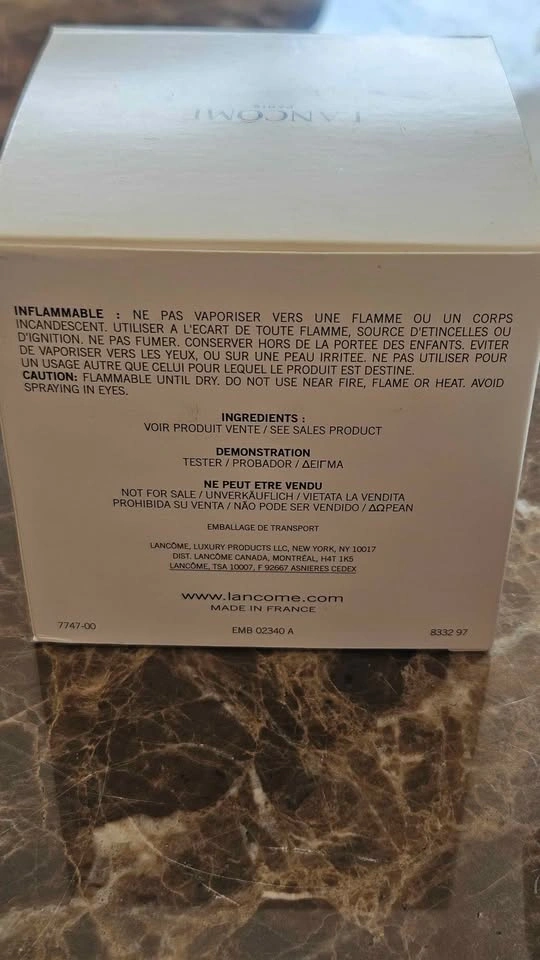 LANCÔME
PARIS
INFLAMMABLE : NE PAS VAPORISER VERS UNE FLAMME OU UN CORPS
INCANDESCENT. UTILISER A L'ECART DE TOUTE FLAMME, SOURCE D'ETINCELLES OU
D'IGNITION. NE PAS FUMER. CONSERVER HORS DE LA PORTEE DES ENFANTS. EVITER
DE VAPORISER VERS LES YEUX, OU SUR UNE PEAU IRRITEE. NE PAS UTILISER POUR
UN USAGE AUTRE QUE CELUI POUR LEQUEL LE PRODUIT EST DESTINE.
CAUTION: FLAMMABLE UNTIL DRY. DO NOT USE NEAR FIRE, FLAME OR HEAT. AVOID
SPRAYING IN EYES.
INGREDIENTS :
VOIR PRODUIT VENTE / SEE SALES PRODUCT
DEMONSTRATION
TESTER / PROBADOR / ΔΕΙΓΜΑ
NE PEUT ETRE VENDU
NOT FOR SALE / UNVERKÄUFLICH / VIETATA LA VENDITA
PROHIBIDA SU VENTA / NÃO PODE SER VENDIDO / ΔΩΡΕΑΝ
EMBALLAGE DE TRANSPORT
LANCÔME, LUXURY PRODUCTS LLC, NEW YORK, NY 10017
DIST. LANCÔME CANADA, MONTRÉAL, H4T 1K5
LANCÔME, TSA 10007, F 92667 ASNIERES CEDEX
www.lancome.com
MADE IN FRANCE
7747-00 EMB 02340 A 8332 97